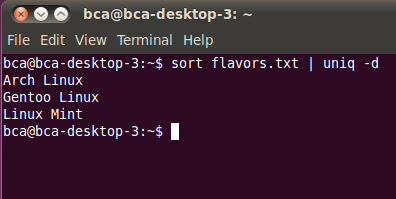 bca@bca-desktop-3: ~
File Edit View Terminal Help
bca@bca-desktop-3:~$ sort flavors.txt | uniq -d
Arch Linux
Gentoo Linux
Linux Mint
bca@bca-desktop-3:~$